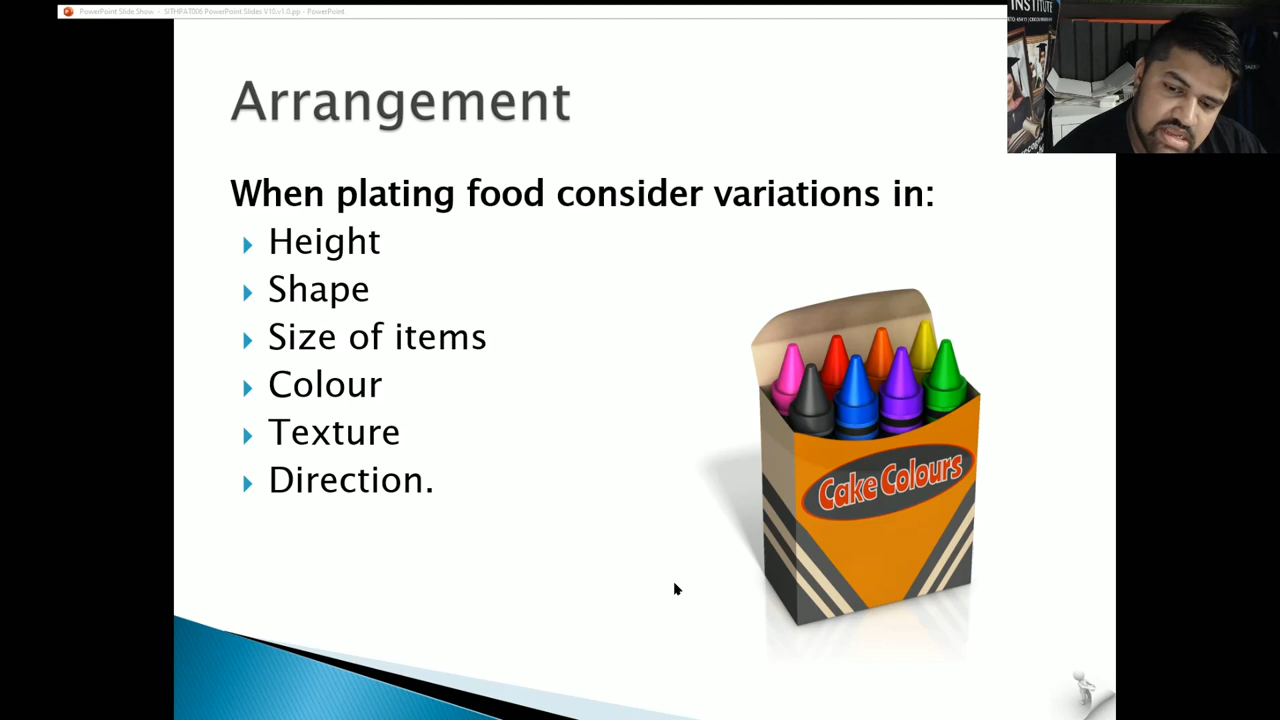 PowerPoint Slide Show - SITHPAT006 PowerPoint Slides V10.v1.0.pp - PowerPoint
INSTITUTE
Arrangement
When plating food consider variations in:
Height
Shape
Size of items
Colour
Texture
Direction.
Cake Colours